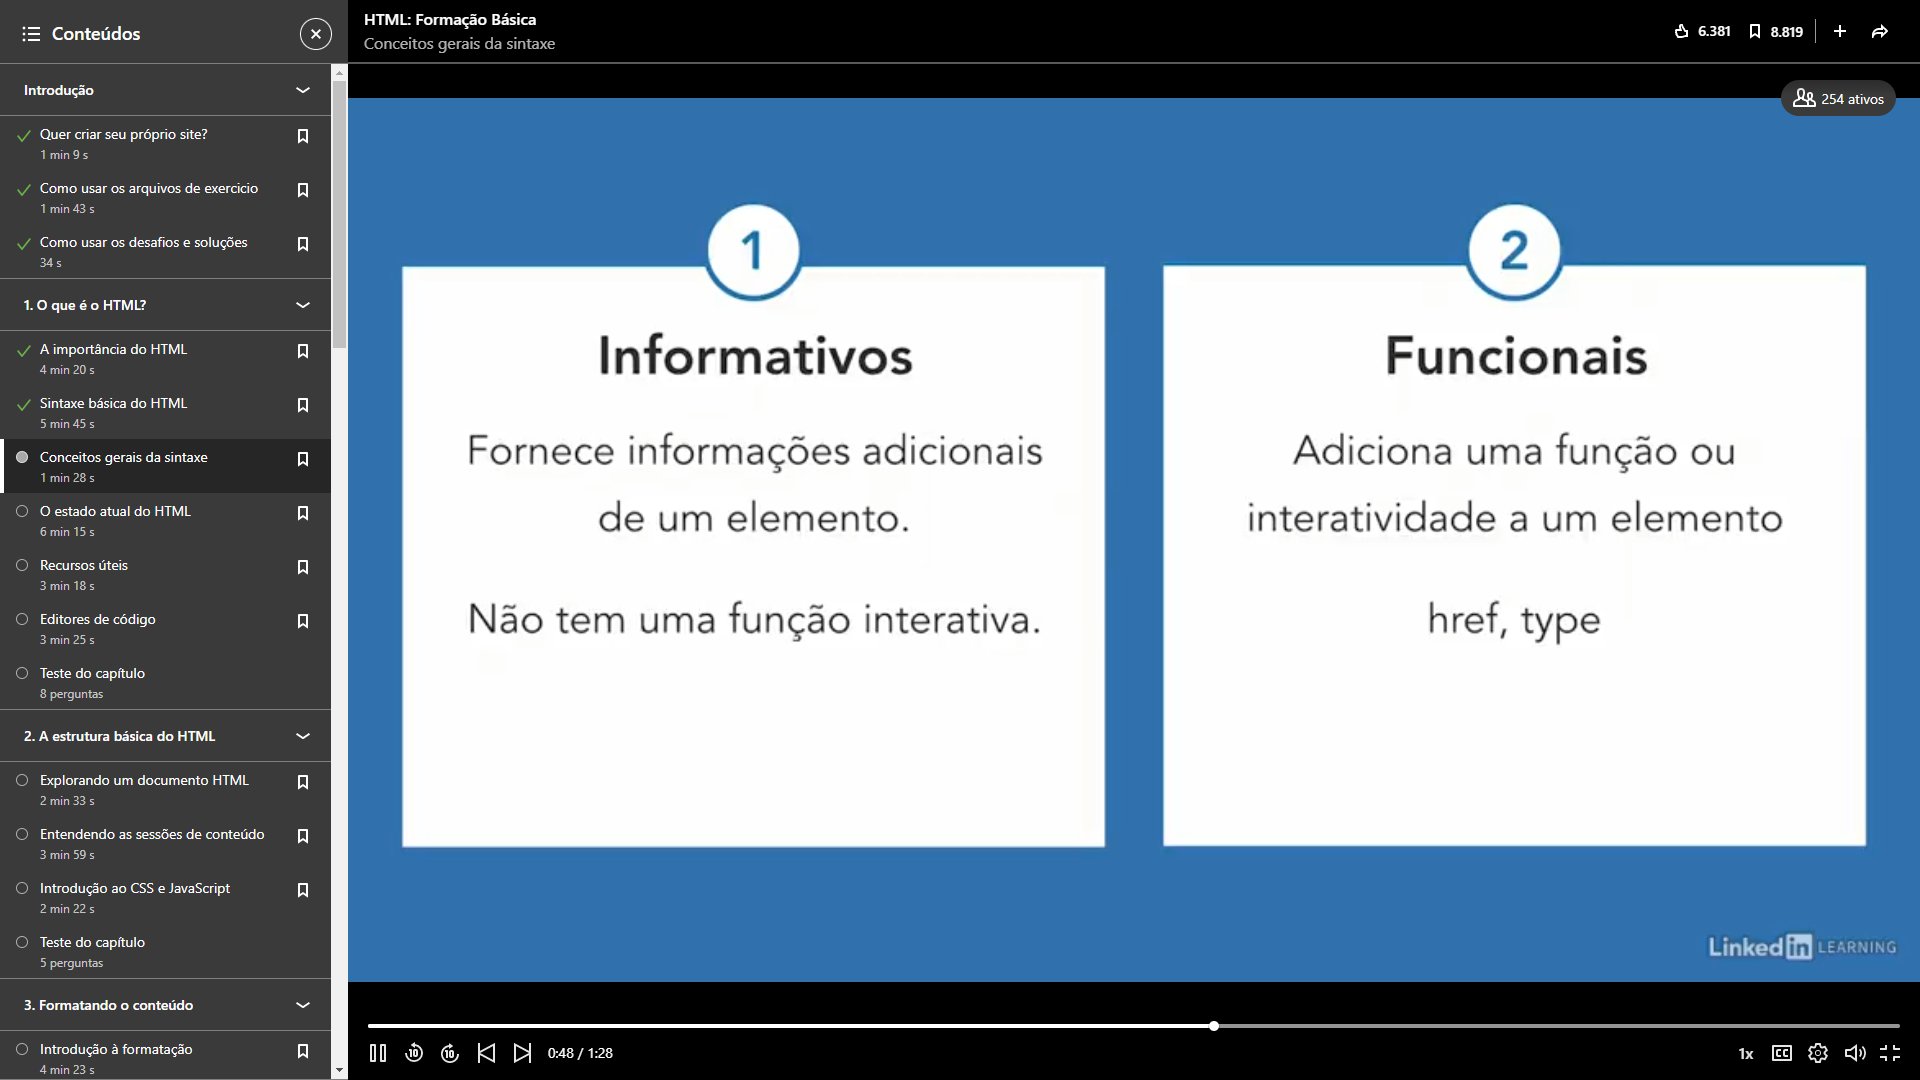 Conteúdos
Introdução
Quer criar seu próprio site?
1 min 9 s
Como usar os arquivos de exercicio
1 min 43 s
Como usar os desafios e soluções
34 s
1. O que é o HTML?
A importância do HTML
4 min 20 s
Sintaxe básica do HTML
5 min 45 s
Conceitos gerais da sintaxe
1 min 28 s
O estado atual do HTML
6 min 15 s
Recursos úteis
3 min 18 s
Editores de código
3 min 25 s
Teste do capítulo
8 perguntas
2. A estrutura básica do HTML
Explorando um documento HTML
2 min 33 s
Entendendo as sessões de conteúdo
3 min 59 s
Introdução ao CSS e JavaScript
2 min 22 s
Teste do capítulo
5 perguntas
3. Formatando o conteúdo
Introdução à formatação
4 min 23 s
HTML: Formação Básica
Conceitos gerais da sintaxe
6.381 8.819
254 ativos
1
Informativos
Fornece informações adicionais
de um elemento.
Não tem uma função interativa.
2
Funcionais
Adiciona uma função ou
interatividade a um elemento
href, type
Linked in LEARNING
10 10 0:48 / 1:28 1x CC